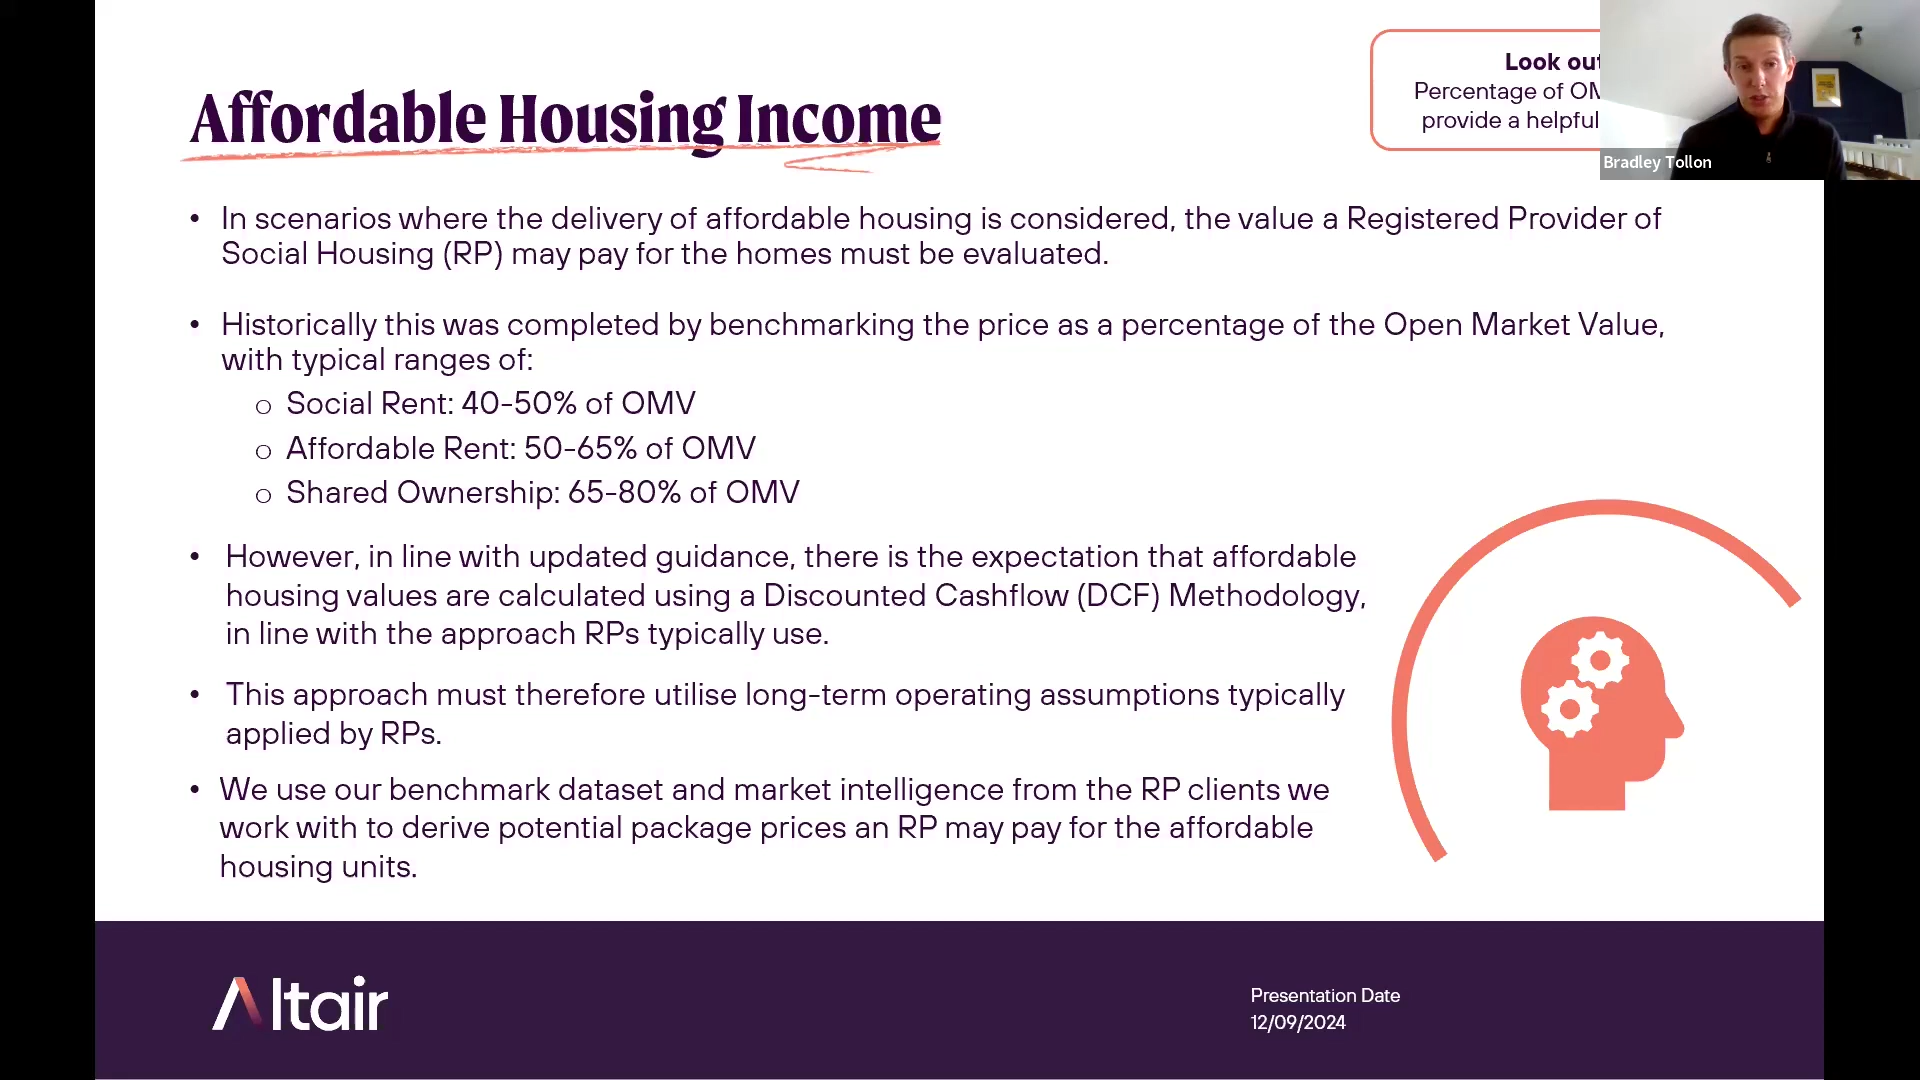 Affordable Housing Income
Look out
Percentage of OM
provide a helpful
Bradley Tollon
• In scenarios where the delivery of affordable housing is considered, the value a Registered Provider of
Social Housing (RP) may pay for the homes must be evaluated.
• Historically this was completed by benchmarking the price as a percentage of the Open Market Value,
with typical ranges of:
o Social Rent: 40-50% of OMV
o Affordable Rent: 50-65% of OMV
o Shared Ownership: 65-80% of OMV
• However, in line with updated guidance, there is the expectation that affordable
housing values are calculated using a Discounted Cashflow (DCF) Methodology,
in line with the approach RPs typically use.
• This approach must therefore utilise long-term operating assumptions typically
applied by RPs.
• We use our benchmark dataset and market intelligence from the RP clients we
work with to derive potential package prices an RP may pay for the affordable
housing units.
Altair
Presentation Date
12/09/2024